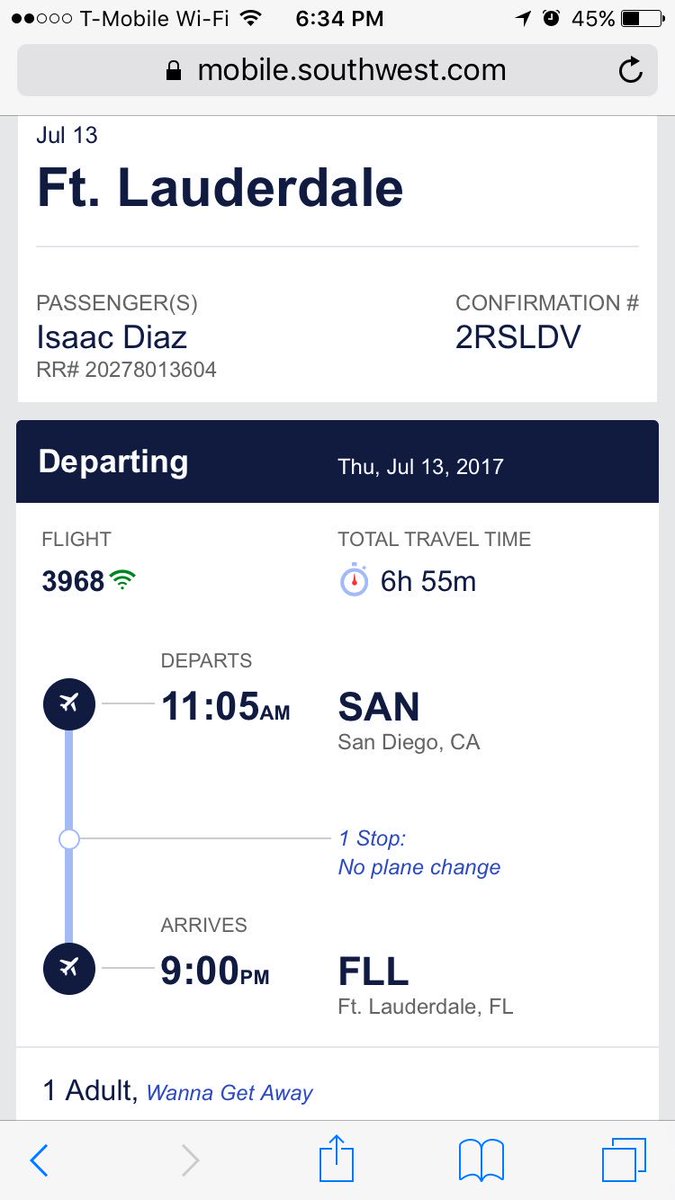 T-Mobile Wi-Fi 6:34 PM 45%
mobile.southwest.com
Jul 13
Ft. Lauderdale
PASSENGER(S) CONFIRMATION #
Isaac Diaz 2RSLDV
RR# 20278013604
Departing Thu, Jul 13, 2017
FLIGHT TOTAL TRAVEL TIME
3968 6h 55m
DEPARTS
11:05AM SAN
San Diego, CA
1 Stop:
No plane change
ARRIVES
9:00PM FLL
Ft. Lauderdale, FL
1 Adult, Wanna Get Away